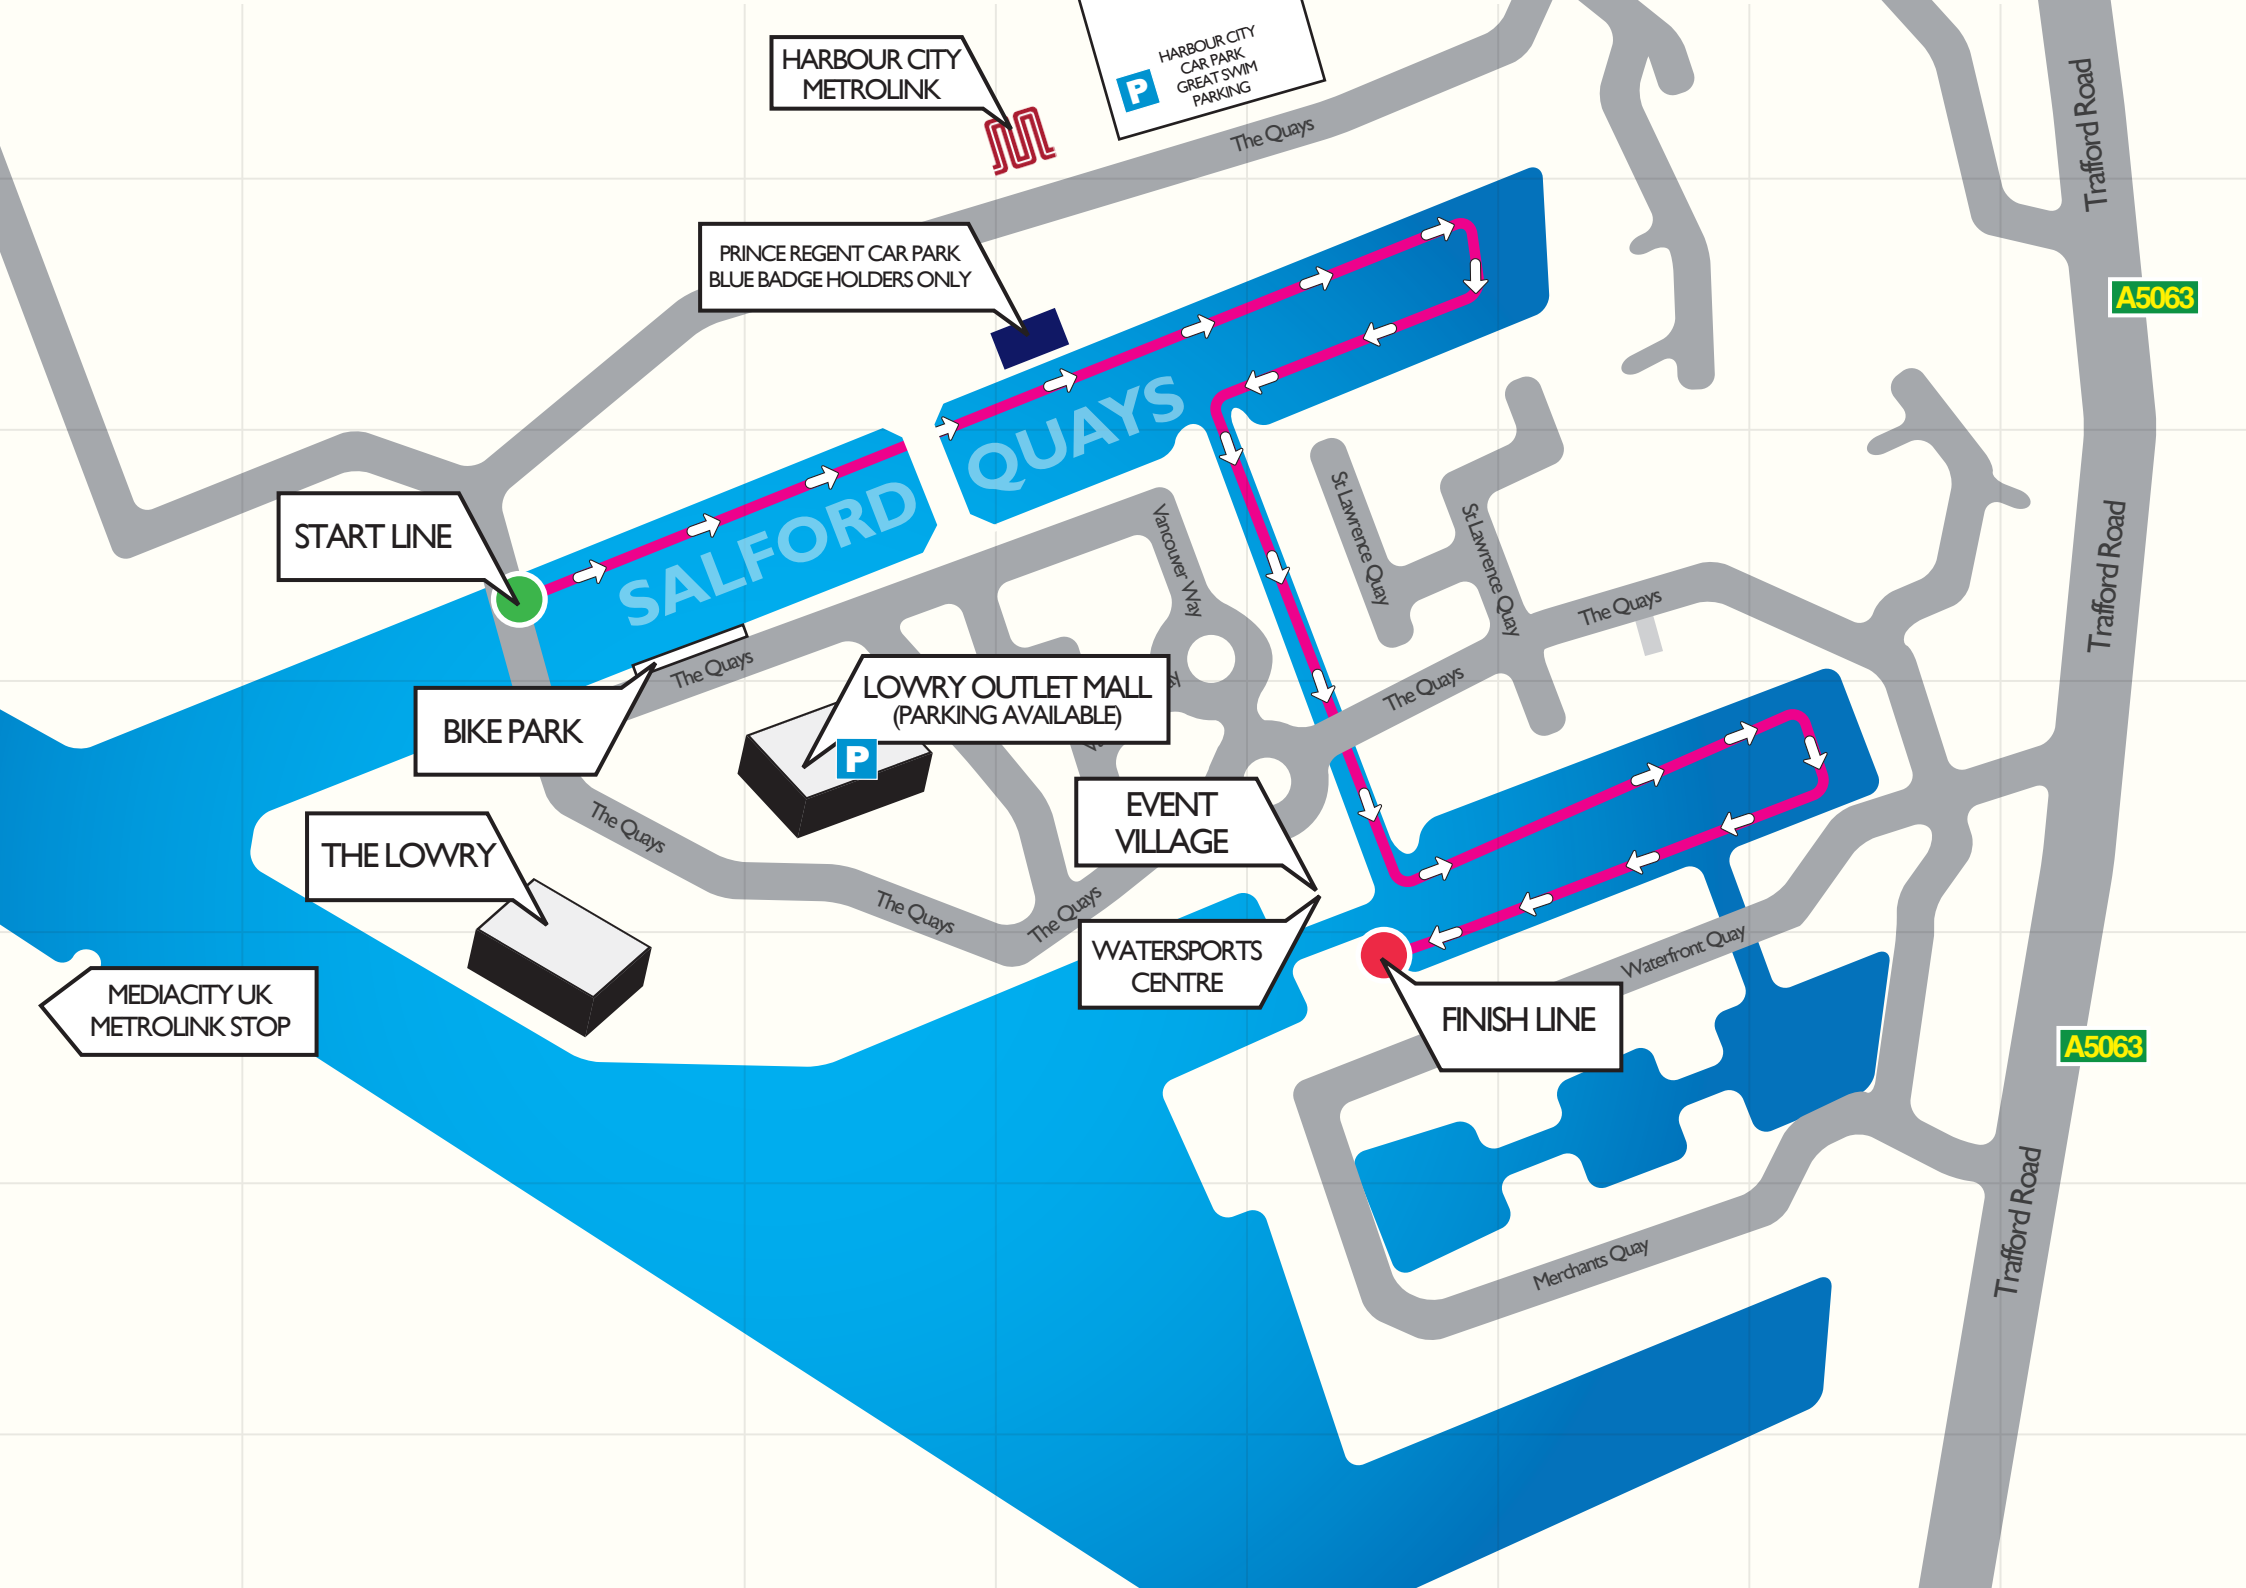 HARBOUR CITY
METROLINK
P
HARBOUR CITY
CAR PARK
GREAT SWIM
PARKING
The Quays
Trafford Road
PRINCE REGENT CAR PARK
BLUE BADGE HOLDERS ONLY
A5063
SALFORD
QUAYS
START LINE
Vancouver Way
St Lawrence Quay
St Lawrence Quay
The Quays
Trafford Road
The Quays
The Quays
BIKE PARK
LOWRY OUTLET MALL
(PARKING AVAILABLE)
P
The Quays
THE LOWRY
EVENT
VILLAGE
The Quays
The Quays
WATERSPORTS
CENTRE
Waterfront Quay
MEDIACITY UK
METROLINK STOP
FINISH LINE
A5063
Merchants Quay
Trafford Road